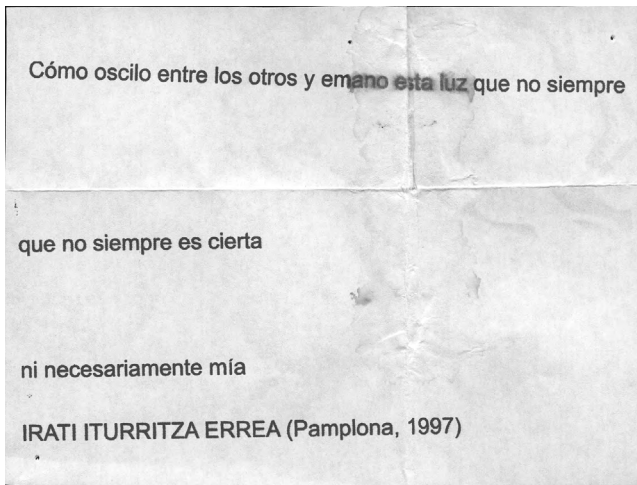 Cómo oscilo entre los otros y emano esta luz que no siempre
que no siempre es cierta
ni necesariamente mía
IRATI ITURRITZA ERREA (Pamplona, 1997)